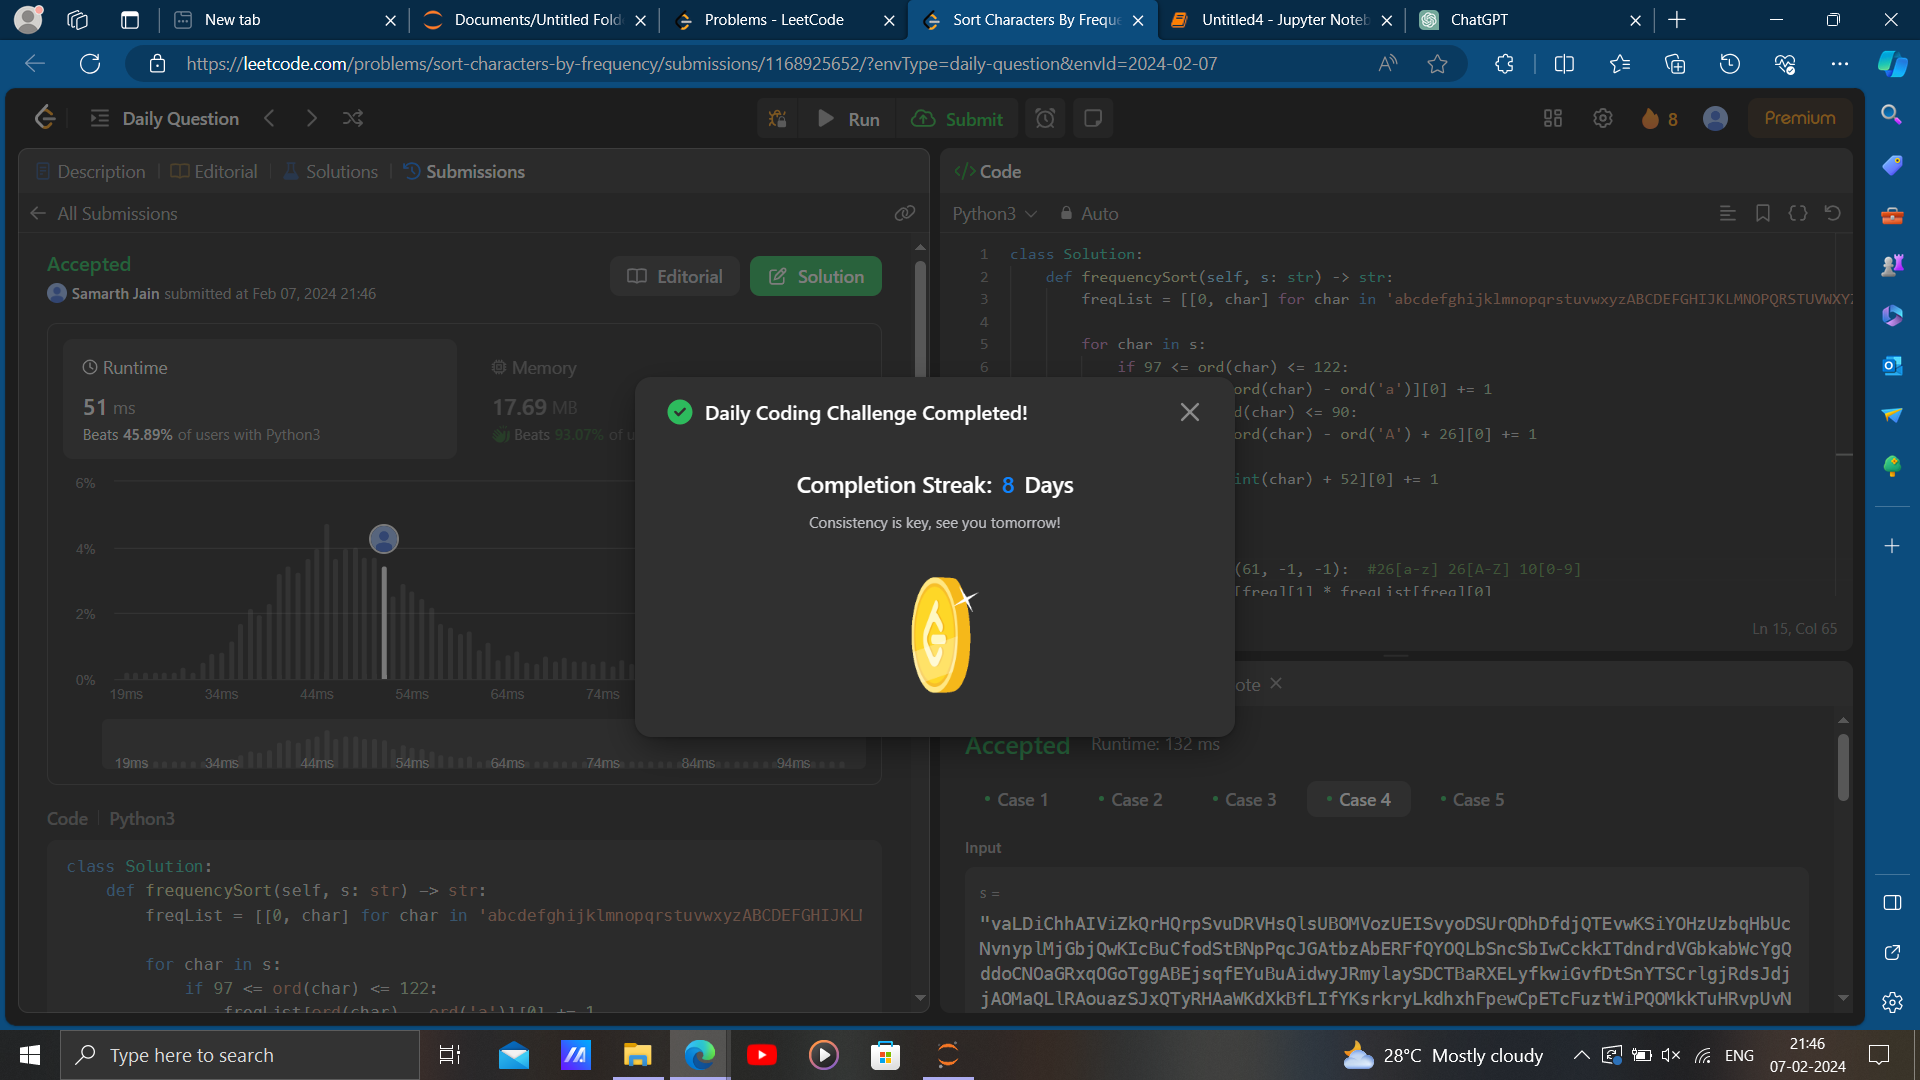 New tab
Documents/Untitled Fold
Problems - LeetCode
Sort Characters By Freque
Untitled4 - Jupyter Noteb
ChatGPT
https://leetcode.com/problems/sort-characters-by-frequency/submissions/1168925652/?envType=daily-question&envId=2024-02-07
Daily Question
Run
Submit
8
Premium
Description
Editorial
Solutions
Submissions
All Submissions
Accepted
Samarth Jain submitted at Feb 07, 2024 21:46
Editorial
Solution
Runtime
51 ms
Beats 45.89% of users with Python3
Memory
17.69 MB
Beats 93.07% of u
6%
4%
2%
0%
19ms 34ms 44ms 54ms 64ms 74ms
19ms 34ms 44ms 54ms 64ms 74ms 84ms 94ms
Code Python3
class Solution:
def frequencySort(self, s: str) -> str:
freqList = [[0, char] for char in 'abcdefghijklmnopqrstuvwxyzABCDEFGHIJKL
for char in s:
if 97 <= ord(char) <= 122:
freqList[ord(char) - ord('a')][0] += 1
Daily Coding Challenge Completed!
Completion Streak: 8 Days
Consistency is key, see you tomorrow!
</> Code
Python3
Auto
1 class Solution:
2 def frequencySort(self, s: str) -> str:
3 freqList = [[0, char] for char in 'abcdefghijklmnopqrstuvwxyzABCDEFGHIJKLMNOPQRSTUVWXYZ
4
5 for char in s:
6 if 97 <= ord(char) <= 122:
ord(char) - ord('a')][0] += 1
d(char) <= 90:
ord(char) - ord('A') + 26][0] += 1
int(char) + 52][0] += 1
(61, -1, -1): #26[a-z] 26[A-Z] 10[0-9]
[freq][1] * freqList[freq][0]
Ln 15, Col 65
ote
Accepted
Runtime: 132 ms
Case 1
Case 2
Case 3
Case 4
Case 5
Input
s =
"vaLDiChhAIViZkQrHQrpSvuDRVHsQlsUBOMVozUEISvyoDSUrQDhDfdjQTEvwKSiYOHzUzbqHbUc
NvnyplMjGbjQwKIcBuCfodStBNpPqcJGAtbzAbERFfQYOQLbSncSbIwCckkITdndrdVGbkabWcYgQ
ddoCNOaGRxqOGoTggABEjsqfEYuBuAidwyJRmylaySDCTBaRXELyfkwiGvfDtSnYTSCrlgjRdsJdj
jAOMaQLlRAouazSJxQTyRHAaWKdXkBfLIfYKsrkryLkdhxhFpewCpETcFuztWiPQOMkkTuHRvpUvN
Type here to search
28°C Mostly cloudy
ENG
21:46
07-02-2024